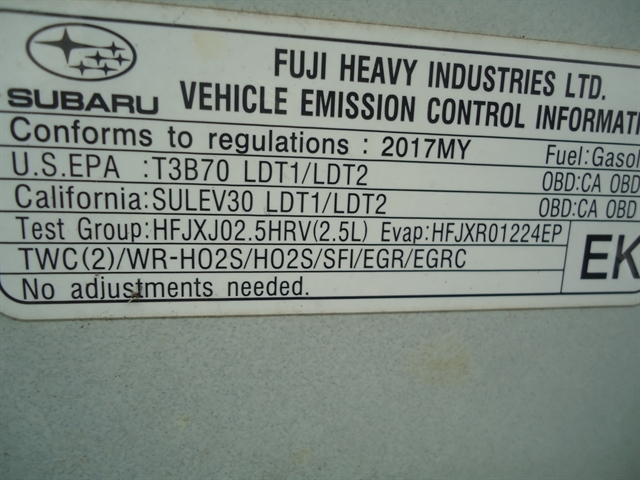 FUJI HEAVY INDUSTRIES LTD.
SUBARU VEHICLE EMISSION CONTROL INFORMATI
Conforms to regulations : 2017MY Fuel:Gasol
U.S.EPA :T3B70 LDT1/LDT2 OBD:CA OBD
California:SULEV30 LDT1/LDT2 OBD:CA OBD
Test Group:HFJXJ02.5HRV(2.5L) Evap:HFJXR01224EP
TWC(2)/WR-HO2S/HO2S/SFI/EGR/EGRC EK
No adjustments needed.